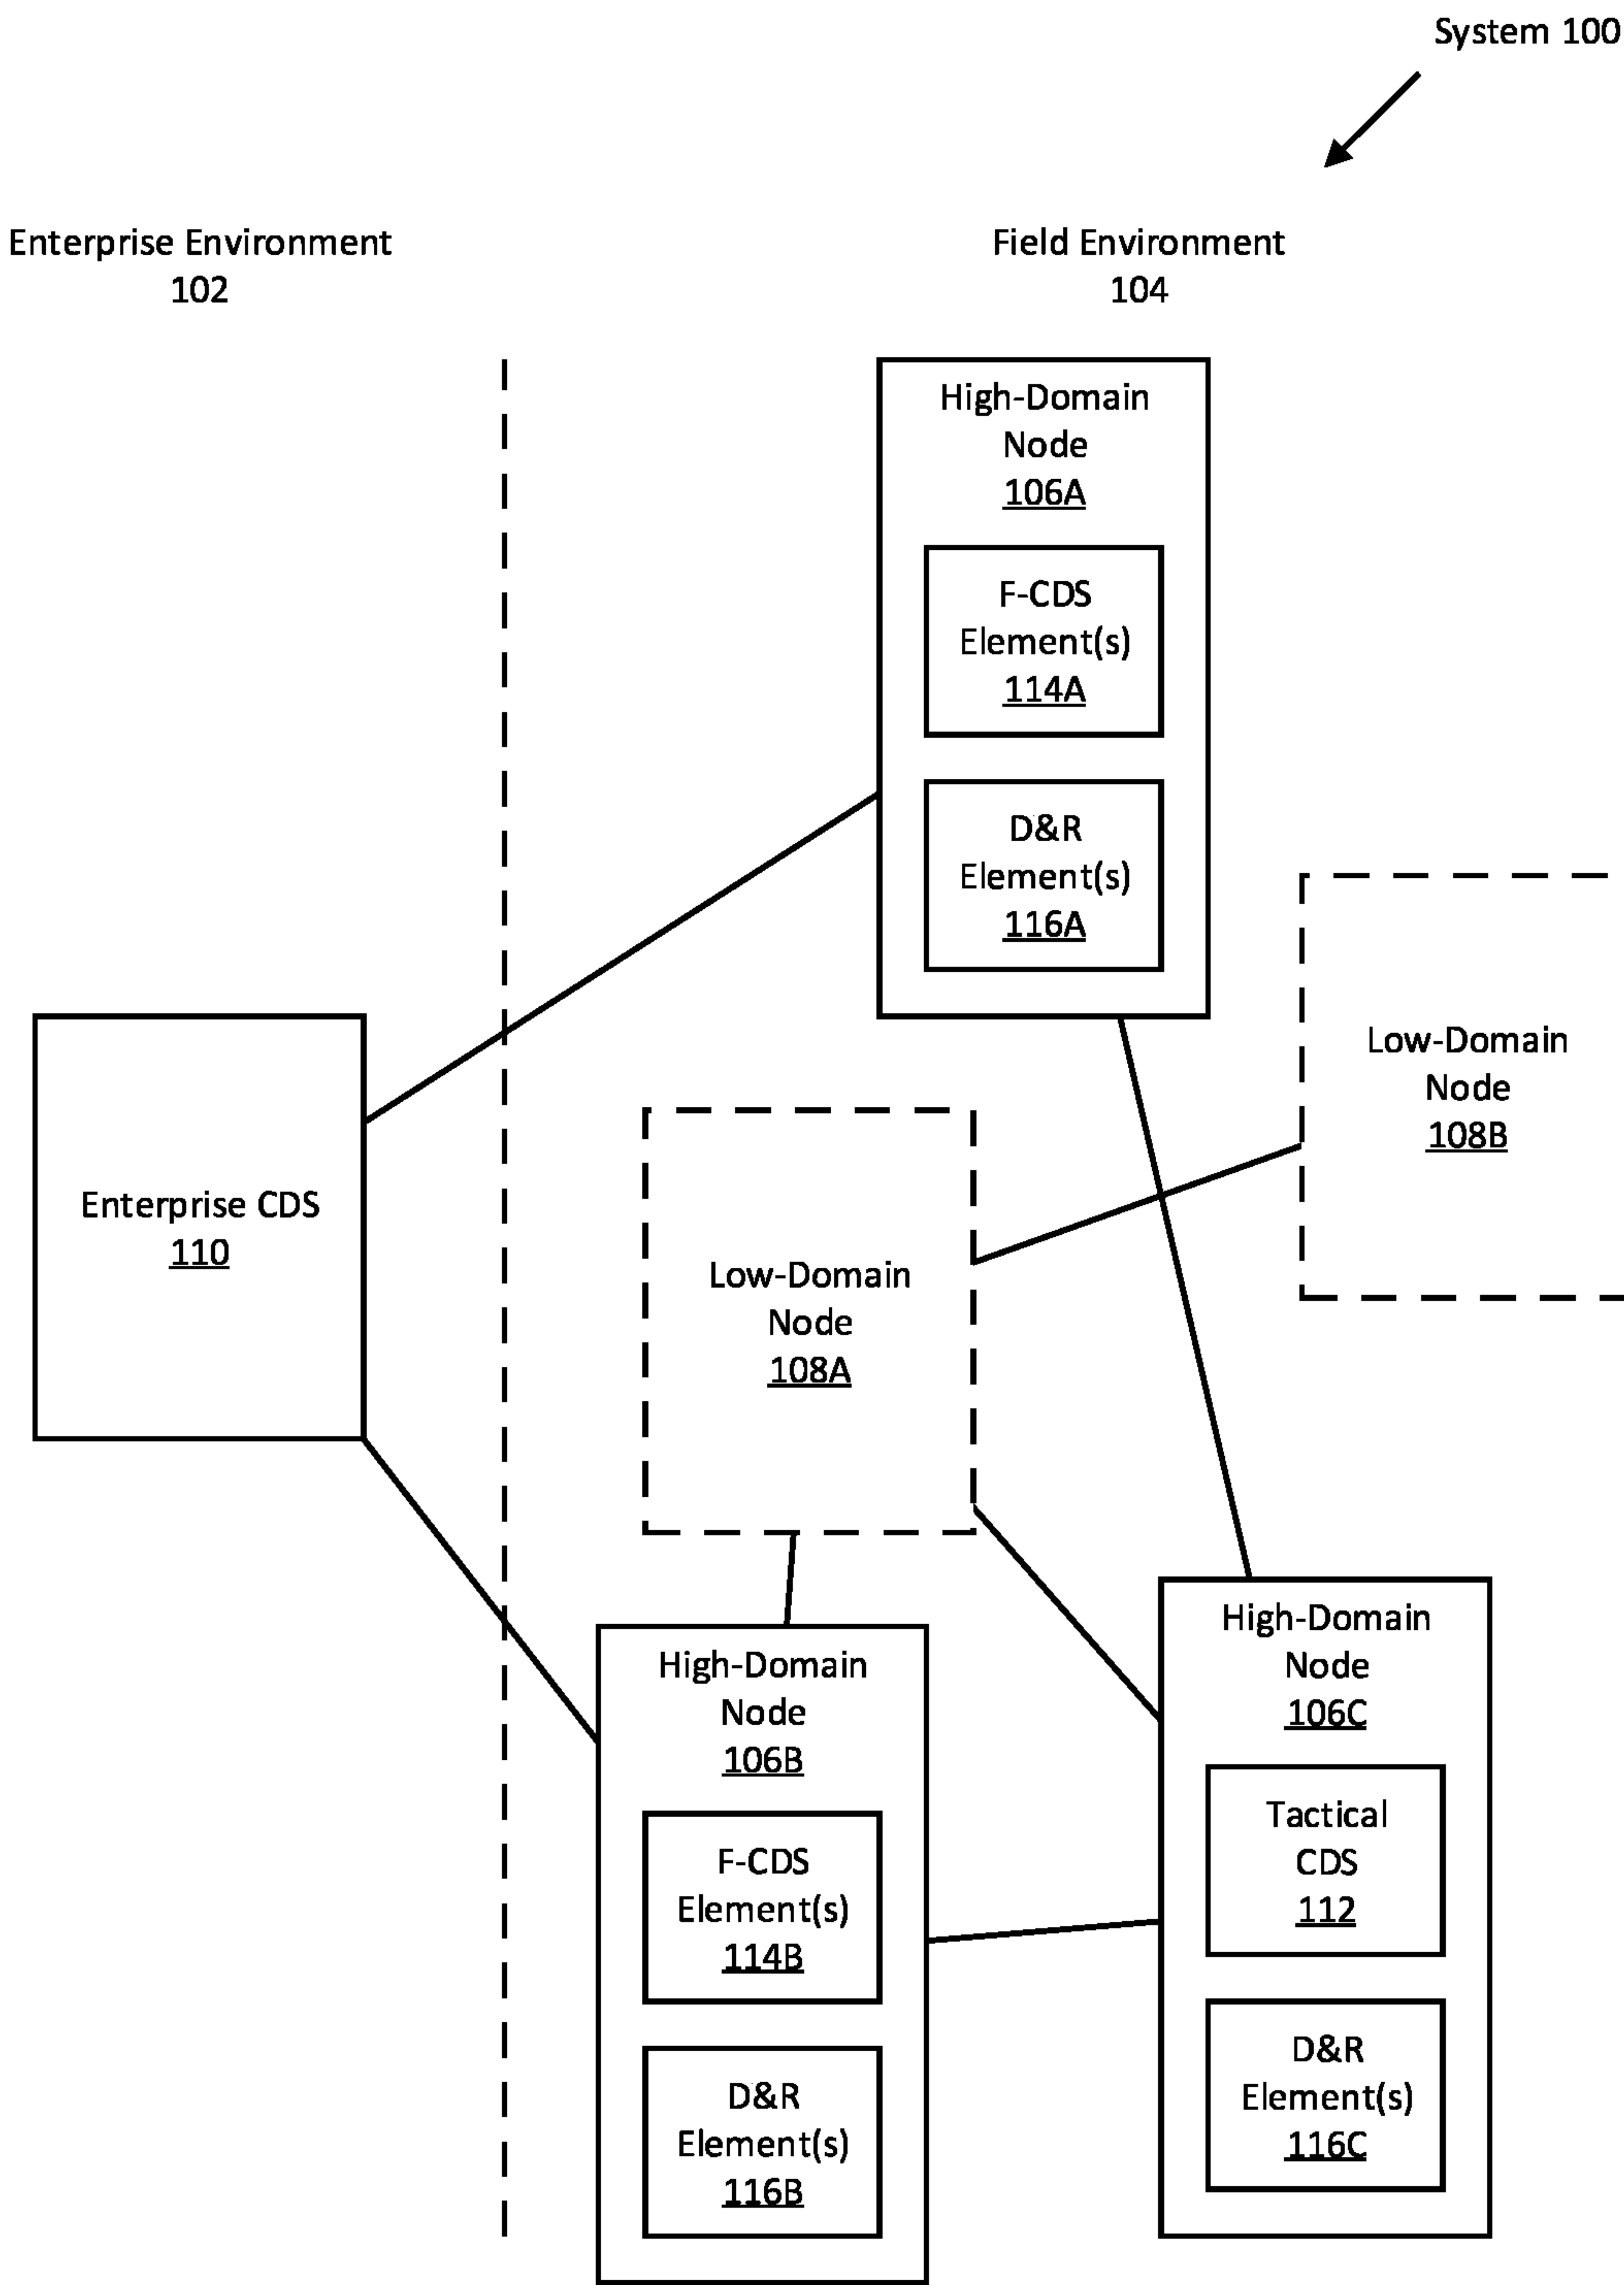 System 100
Enterprise Environment
102
Field Environment
104
High-Domain
Node
106A
F-CDS
Element(s)
114A
D&R
Element(s)
116A
Low-Domain
Node
108B
Enterprise CDS
110
Low-Domain
Node
108A
High-Domain
Node
106B
F-CDS
Element(s)
114B
D&R
Element(s)
116B
High-Domain
Node
106C
Tactical
CDS
112
D&R
Element(s)
116C